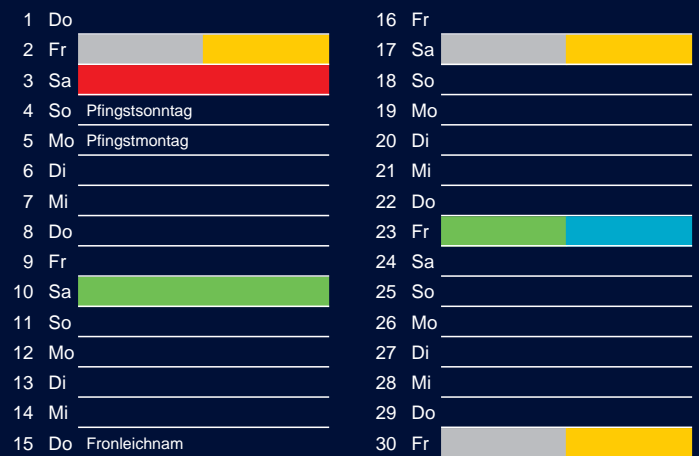 1 Do
2 Fr
3 Sa
4 So Pfingstsonntag
5 Mo Pfingstmontag
6 Di
7 Mi
8 Do
9 Fr
10 Sa
11 So
12 Mo
13 Di
14 Mi
15 Do Fronleichnam
16 Fr
17 Sa
18 So
19 Mo
20 Di
21 Mi
22 Do
23 Fr
24 Sa
25 So
26 Mo
27 Di
28 Mi
29 Do
30 Fr